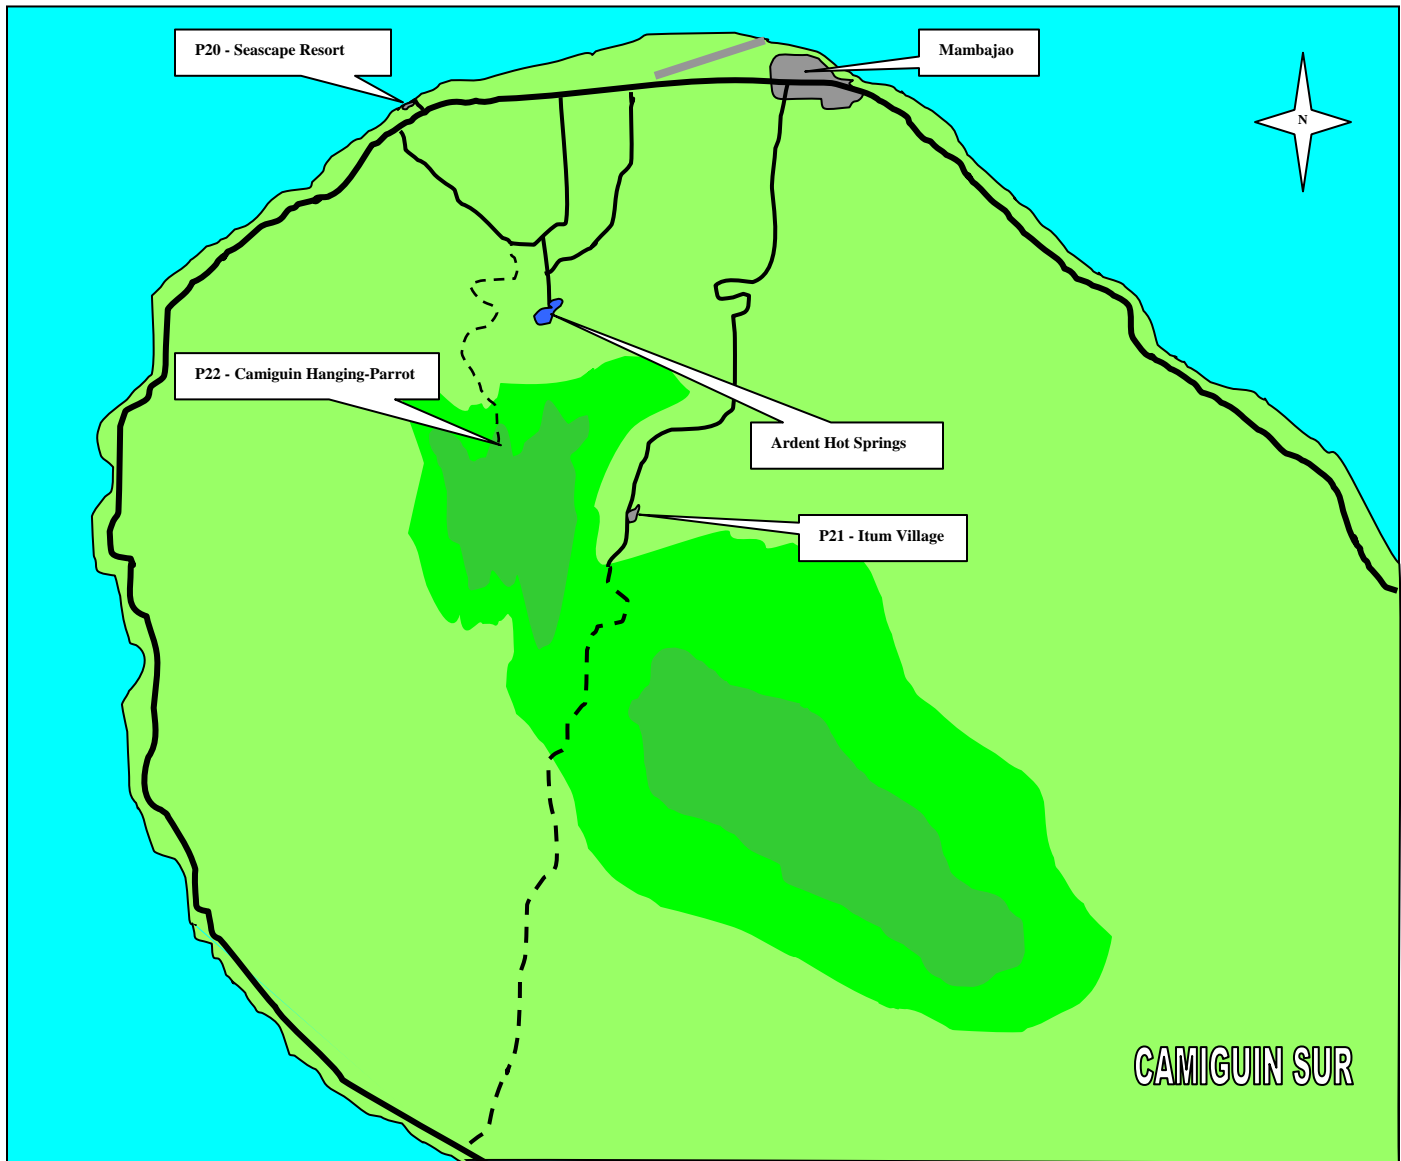 P20 - Seascape Resort
Mambajao
N
P22 - Camiguin Hanging-Parrot
Ardent Hot Springs
P21 - Itum Village
CAMIGUIN SUR